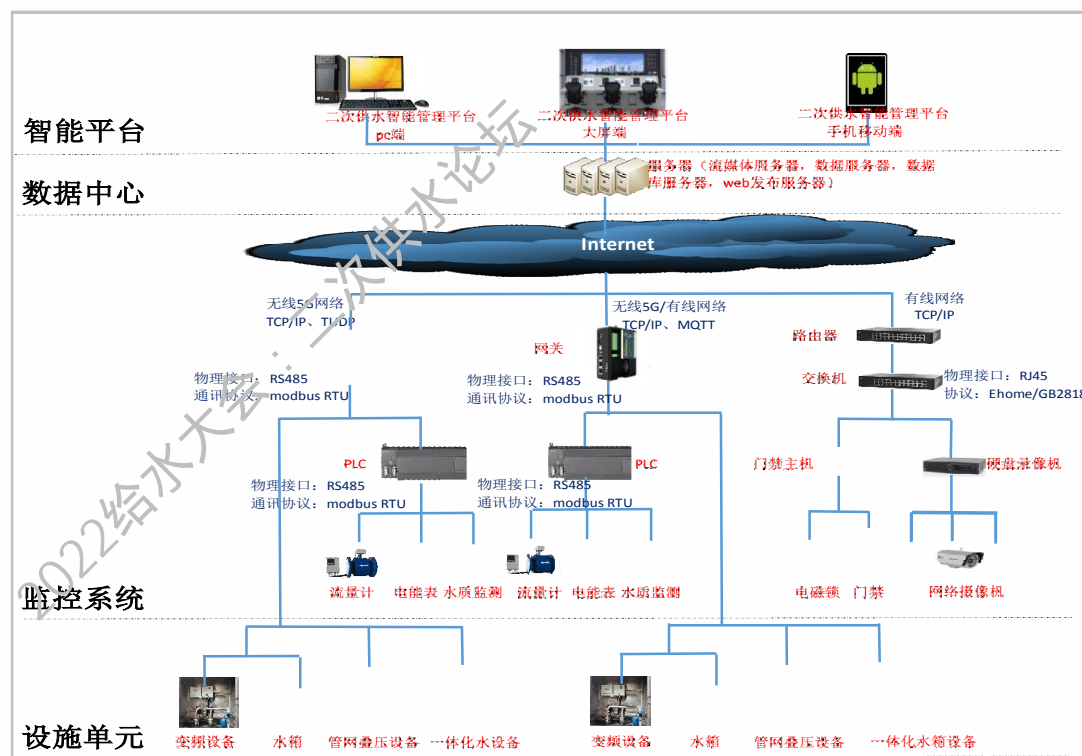 二次供水智能管理平台
pc端
二次供水智能管理平台
大屏端
二次供水智能管理平台
手机移动端
智能平台
服务器（流媒体服务器，数据服务器，数据
库服务器，web发布服务器）
数据中心
Internet
无线5G网络
TCP/IP、
无线5G/有线网络
TCP/IP、MQTT
有线网络
TCP/IP
网关
路由器
物理接口：RS485
通讯协议：modbus RTU
物理接口：RS485
通讯协议：modbus RTU
交换机
物理接口：RJ45
协议：Ehome/GB2818
PLC
PLC
门禁主机
硬盘录像机
物理接口：RS485
通讯协议：modbus RTU
物理接口：RS485
通讯协议：modbus RTU
流量计
电能表
水质监测
流量计
电能表
水质监测
电磁锁
门禁
网络摄像机
监控系统
设施单元
变频设备
水箱
管网叠压设备
一体化水设备
变频设备
水箱
管网叠压设备
一体化水箱设备
2022给水大会：二次供水论坛